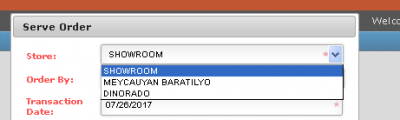 Welco
Serve Order
Store: SHOWROOM *
SHOWROOM
Order By: MEYCAUYAN BARATILYO
DINORADO
Transaction Date: 07/26/2017 *